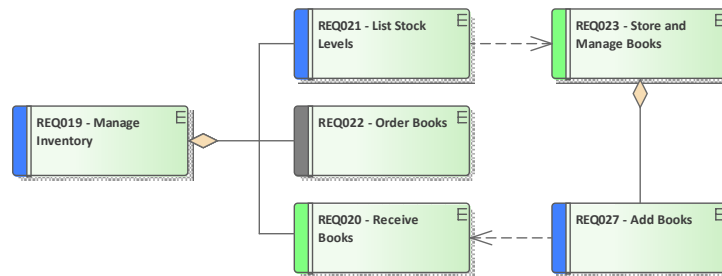 REQ021 - List Stock
Levels
REQ023 - Store and
Manage Books
REQ019 - Manage
Inventory
REQ022 - Order Books
REQ020 - Receive
Books
REQ027 - Add Books